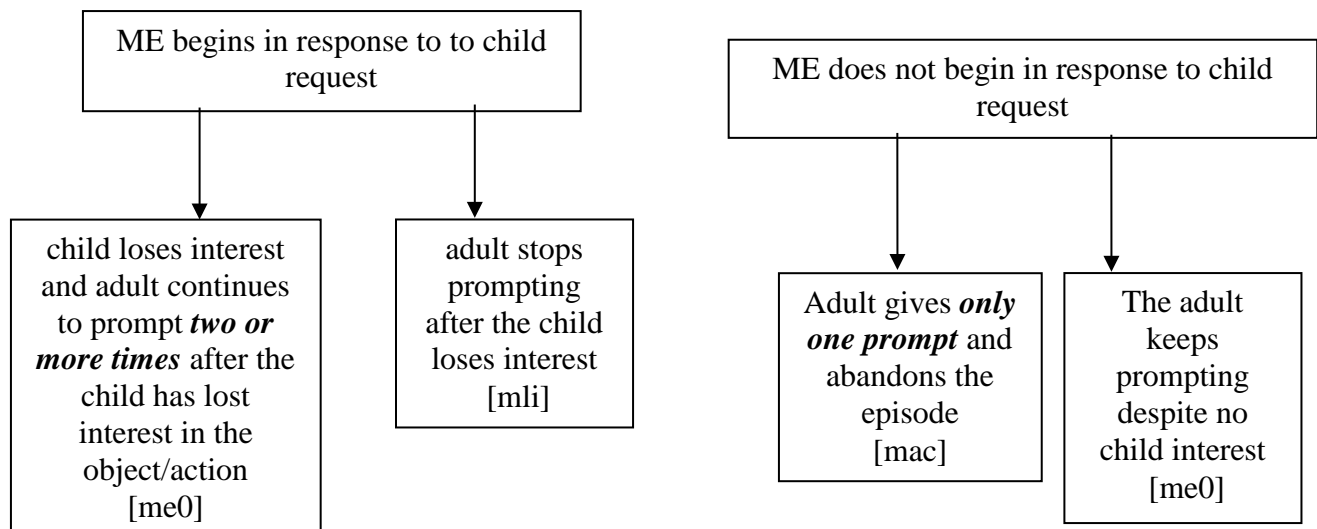 ME begins in response to to child
request
child loses interest
and adult continues
to prompt two or
more times after the
child has lost
interest in the
object/action
[me0]
adult stops
prompting
after the child
loses interest
[mli]
ME does not begin in response to child
request
Adult gives only
one prompt and
abandons the
episode
[mac]
The adult
keeps
prompting
despite no
child interest
[me0]